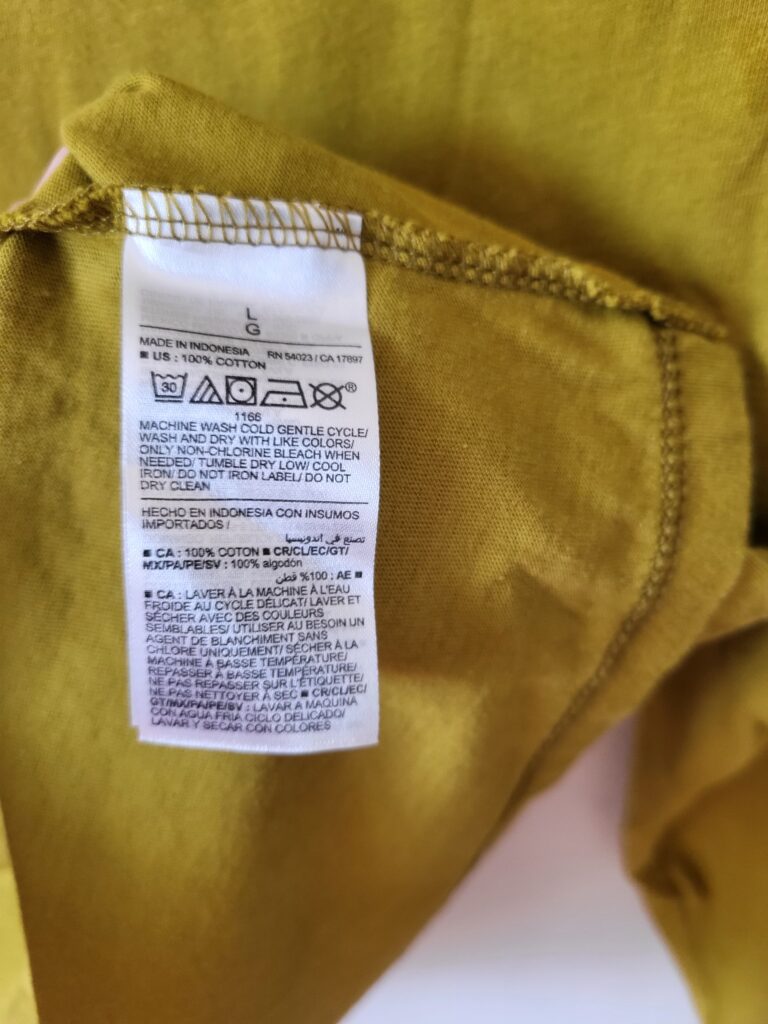 L
G
MADE IN INDONESIA RN 54023 / CA 17897
■ US : 100% COTTON
30 ®
1166
MACHINE WASH COLD GENTLE CYCLE/
WASH AND DRY WITH LIKE COLORS/
ONLY NON-CHLORINE BLEACH WHEN
NEEDED/ TUMBLE DRY LOW/ COOL
IRON/ DO NOT IRON LABEL/ DO NOT
DRY CLEAN
HECHO EN INDONESIA CON INSUMOS
IMPORTADOS /
تصنع في اندونيسيا
■ CA : 100% COTON ■ CR/CL/EC/GT/
MX/PA/PE/SV : 100% algodón
■ AE : 100% قطن
■ CA : LAVER À LA MACHINE À L'EAU
FROIDE AU CYCLE DÉLICAT/ LAVER ET
SÉCHER AVEC DES COULEURS
SEMBLABLES/ UTILISER AU BESOIN UN
AGENT DE BLANCHIMENT SANS
CHLORE UNIQUEMENT/ SÉCHER À LA
MACHINE À BASSE TEMPÉRATURE/
REPASSER À BASSE TEMPÉRATURE/
NE PAS REPASSER SUR L'ÉTIQUETTE/
NE PAS NETTOYER À SEC ■ CR/CL/EC/
GT/MX/PA/PE/SV : LAVAR A MAQUINA
CON AGUA FRIA CICLO DELICADO/
LAVAR Y SECAR CON COLORES